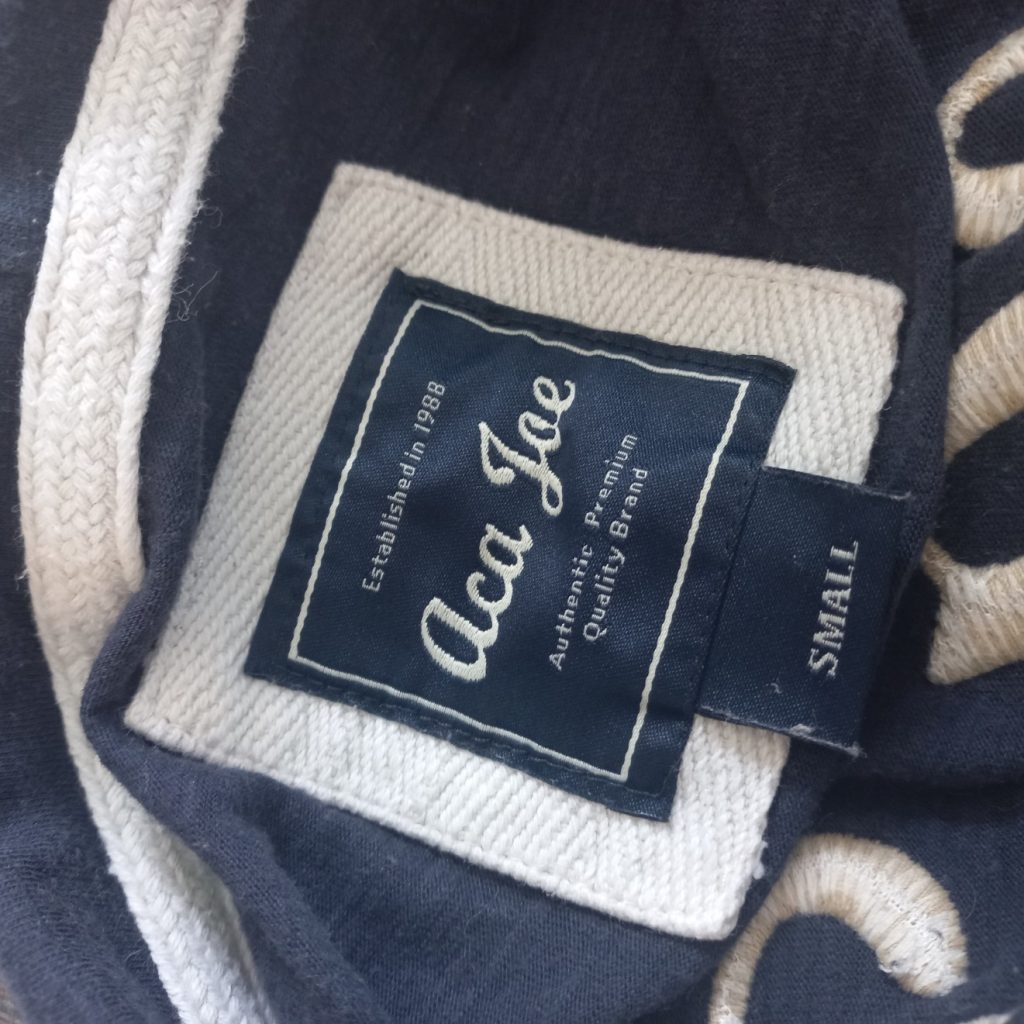 Established in 1988
Aca Joe
Authentic Premium
Quality Brand
SMALL